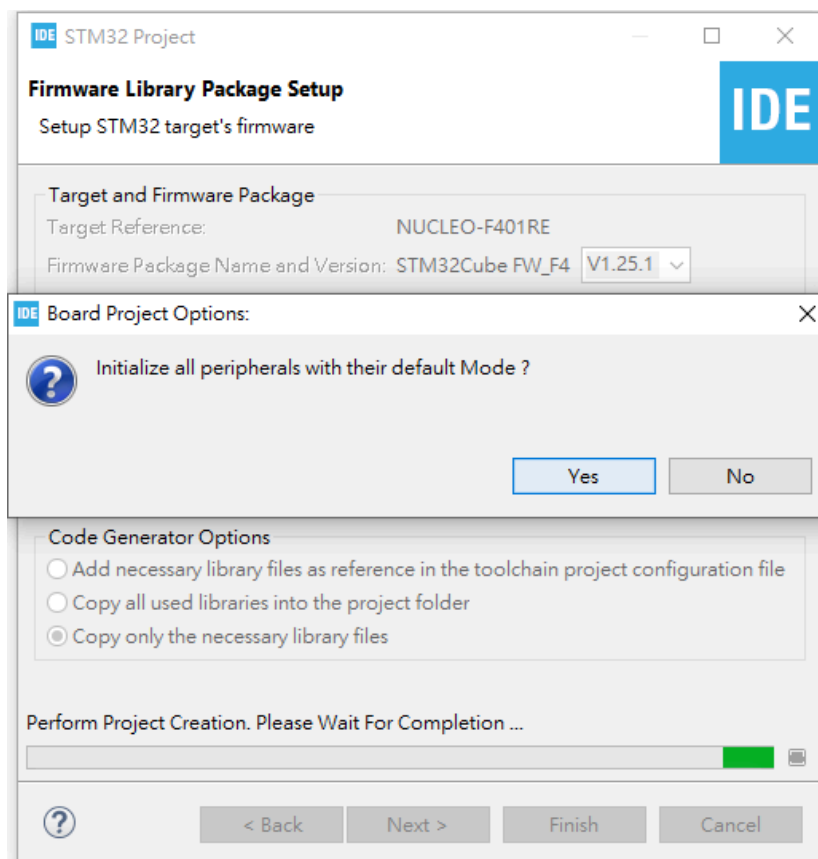 IDE STM32 Project
Firmware Library Package Setup
Setup STM32 target's firmware
IDE
Target and Firmware Package
Target Reference: NUCLEO-F401RE
Firmware Package Name and Version: STM32Cube FW_F4 V1.25.1
IDE Board Project Options:
Initialize all peripherals with their default Mode ?
Yes No
Code Generator Options
Add necessary library files as reference in the toolchain project configuration file
Copy all used libraries into the project folder
Copy only the necessary library files
Perform Project Creation. Please Wait For Completion ...
< Back Next > Finish Cancel